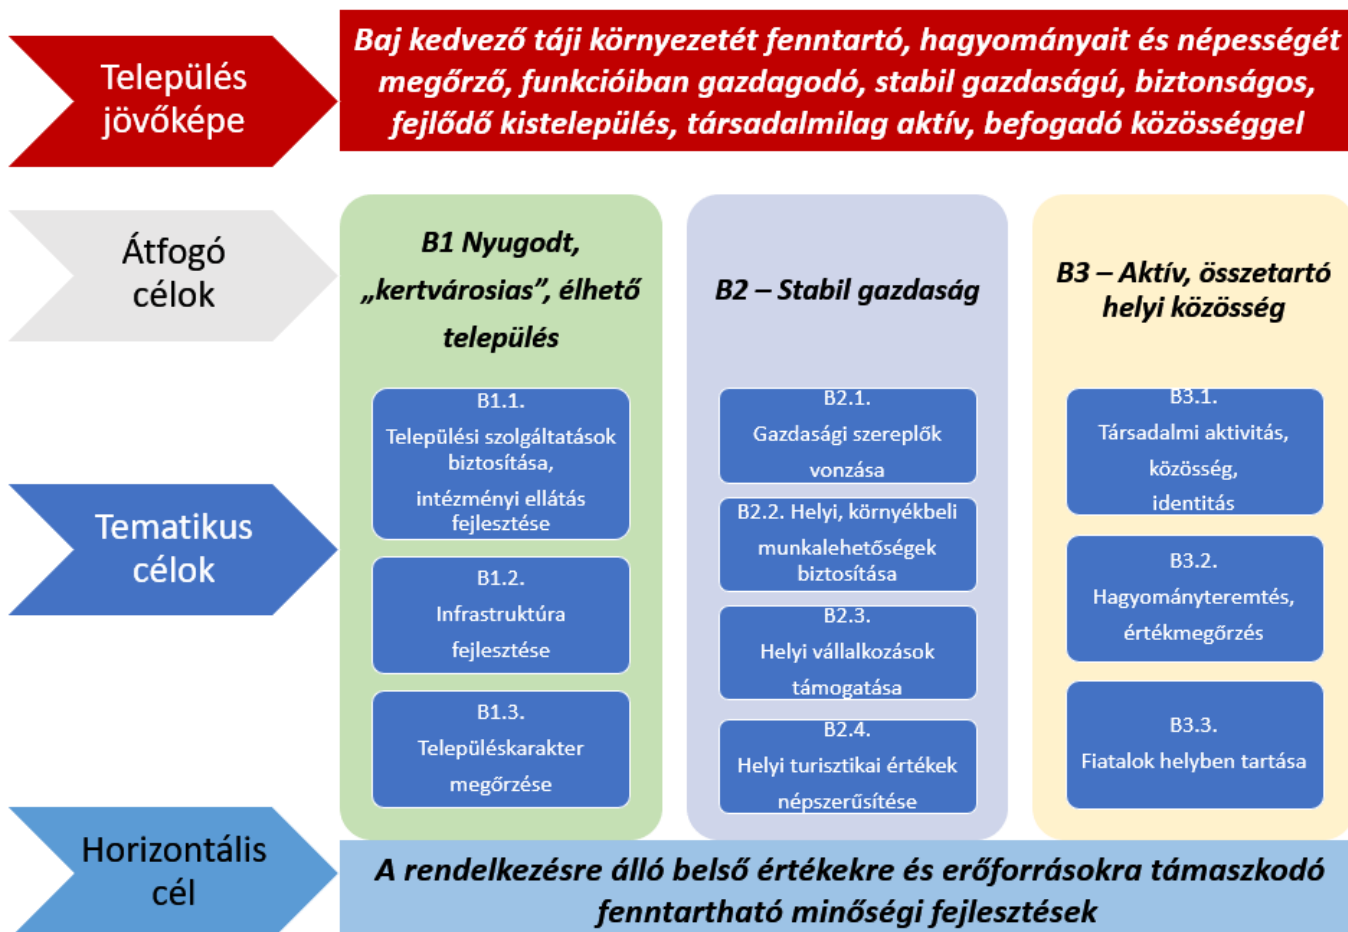 Település
jövőképe
Baj kedvező táji környezetét fenntartó, hagyományait és népességét
megőrző, funkcióiban gazdagodó, stabil gazdaságú, biztonságos,
fejlődő kistelepülés, társadalmilag aktív, befogadó közösséggel
Átfogó
célok
B1 Nyugodt,
„kertvárosias”, élhető
település
B2 – Stabil gazdaság
B3 – Aktív, összetartó
helyi közösség
Tematikus
célok
B1.1.
Települési szolgáltatások
biztosítása,
intézményi ellátás
fejlesztése
B1.2.
Infrastruktúra
fejlesztése
B1.3.
Településkarakter
megőrzése
B2.1.
Gazdasági szereplők
vonzása
B2.2. Helyi, környékbeli
munkalehetőségek
biztosítása
B2.3.
Helyi vállalkozások
támogatása
B2.4.
Helyi turisztikai értékek
népszerűsítése
B3.1.
Társadalmi aktivitás,
közösség,
identitás
B3.2.
Hagyományteremtés,
értékmegőrzés
B3.3.
Fiatalok helyben tartása
Horizontális
cél
A rendelkezésre álló belső értékekre és erőforrásokra támaszkodó
fenntartható minőségi fejlesztések